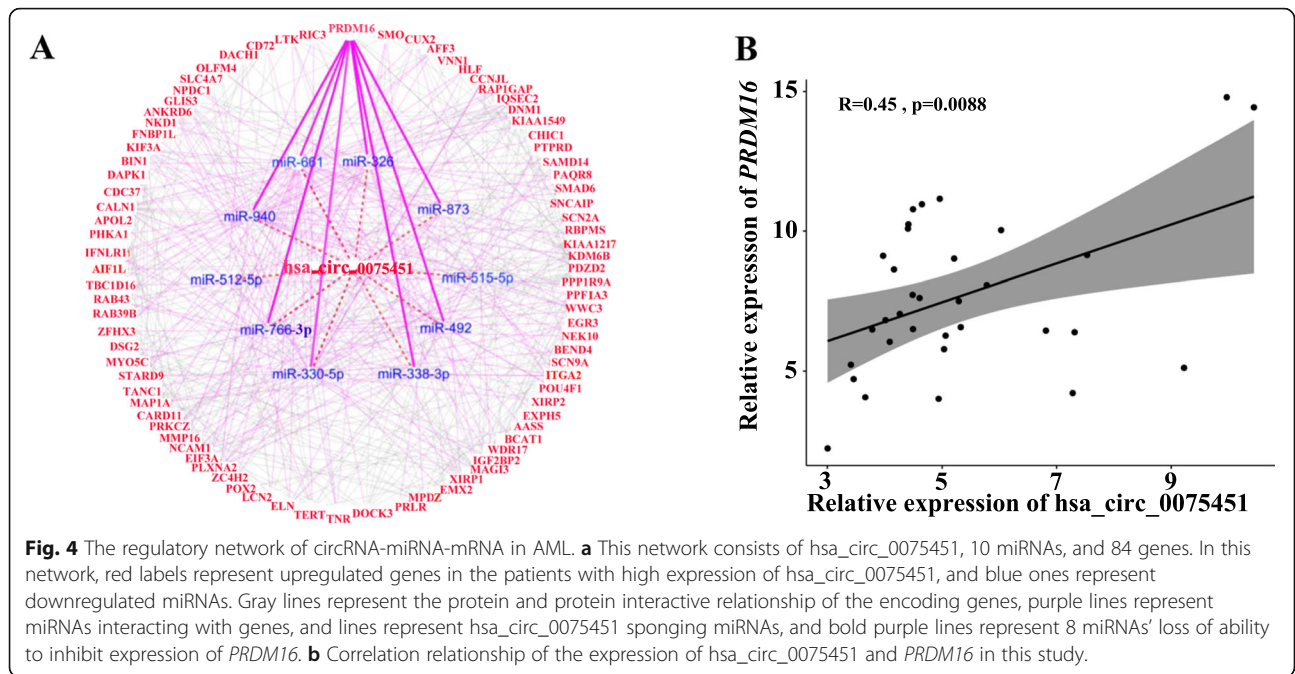 A
PRDM16
SMO
CUX2
AFF3
VNN1
HLF
CCNJL
RAP1GAP
IQSEC2
DNM1
KIAA1549
CHIC1
PTPRD
SAMD14
PAQR8
SMAD6
SNCAIP
SCN2A
RBPMS
KIAA1217
KDM6B
PDZD2
PPP1R9A
PPFIA3
WWC3
EGR3
NEK10
BEND4
SCN9A
ITGA2
POU4F1
XIRP2
EXPH5
AASS
BCAT1
WDR17
IGF2BP2
MAGI3
XIRP1
EMX2
MPDZ
PRLR
DOCK3
TNR
TERT
ELN
LCN2
POX2
ZC4H2
PLXNA2
EIF3A
NCAM1
MMP16
PRKCZ
CARD11
MAP1A
TANC1
STARD9
MYO5C
DSG2
ZFHX3
RAB39B
RAB43
TBC1D16
AIF1L
IFNLR1
PHKA1
APOL2
CALN1
CDC37
DAPK1
BIN1
KIF3A
FNBP1L
NKD1
ANKRD6
GLIS3
NPDC1
SLC4A7
OLFM4
DACH1
CD72
LTK
RIC3
miR-661
miR-326
miR-940
miR-873
hsa_circ_0075451
miR-512-5p
miR-515-5p
miR-766-3p
miR-492
miR-330-5p
miR-338-3p
B
R=0.45 , p=0.0088
Relative expressson of PRDM16
15
10
5
3 5 7 9
Relative expression of hsa_circ_0075451
Fig. 4 The regulatory network of circRNA-miRNA-mRNA in AML. a This network consists of hsa_circ_0075451, 10 miRNAs, and 84 genes. In this
network, red labels represent upregulated genes in the patients with high expression of hsa_circ_0075451, and blue ones represent
downregulated miRNAs. Gray lines represent the protein and protein interactive relationship of the encoding genes, purple lines represent
miRNAs interacting with genes, and lines represent hsa_circ_0075451 sponging miRNAs, and bold purple lines represent 8 miRNAs' loss of ability
to inhibit expression of PRDM16. b Correlation relationship of the expression of hsa_circ_0075451 and PRDM16 in this study.